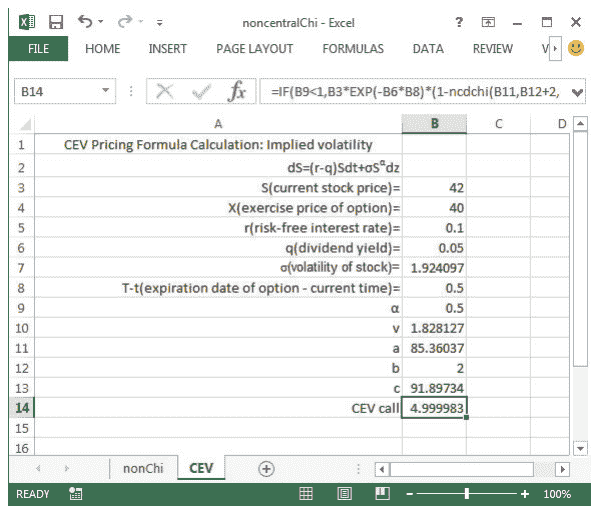 noncentralChi - Excel
FILE HOME INSERT PAGE LAYOUT FORMULAS DATA REVIEW V
B14 fx =IF(B9<1,B3*EXP(-B6*B8)*(1-ncdchi(B11,B12+2,
A B C D
1 CEV Pricing Formula Calculation: Implied volatility
2 dS=(r-q)Sdt+σSᵅdz
3 S(current stock price)= 42
4 X(exercise price of option)= 40
5 r(risk-free interest rate)= 0.1
6 q(dividend yield)= 0.05
7 σ(volatility of stock)= 1.924097
8 T-t(expiration date of option - current time)= 0.5
9 α 0.5
10 v 1.828127
11 a 85.36037
12 b 2
13 c 91.89734
14 CEV call 4.999983
15
16
nonChi CEV
READY 100%